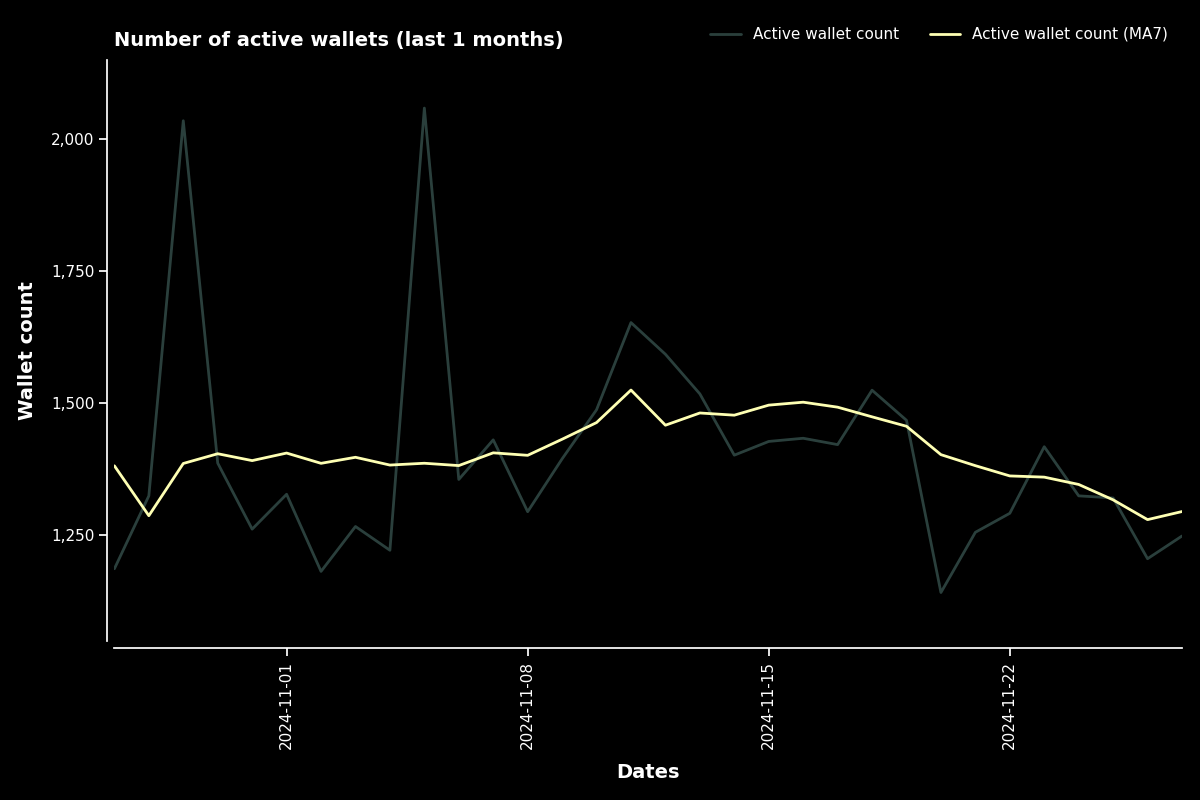 Number of active wallets (last 1 months)
Active wallet count
Active wallet count (MA7)
Wallet count
2,000
1,750
1,500
1,250
2024-11-01
2024-11-08
2024-11-15
2024-11-22
Dates